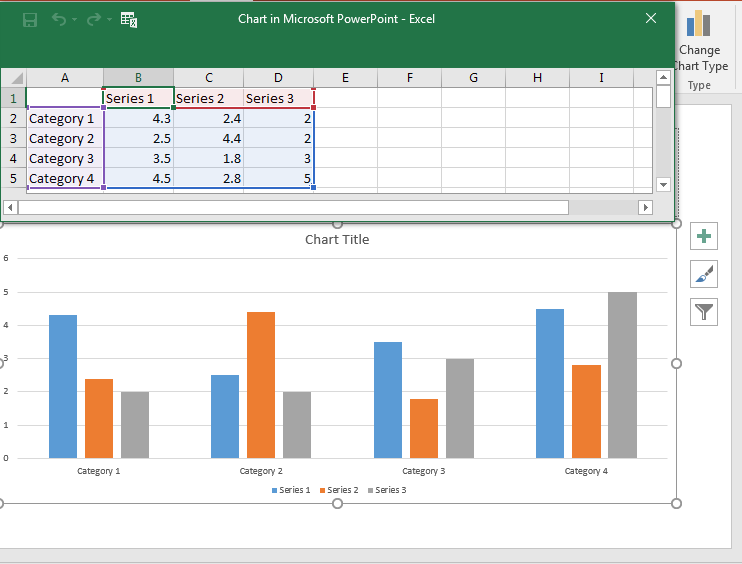 Chart in Microsoft PowerPoint - Excel
Change
Chart Type
Type
A B C D E F G H I
1 Series 1 Series 2 Series 3
2 Category 1 4.3 2.4 2
3 Category 2 2.5 4.4 2
4 Category 3 3.5 1.8 3
5 Category 4 4.5 2.8 5
Chart Title
6
5
4
3
2
1
0
Category 1 Category 2 Category 3 Category 4
Series 1 Series 2 Series 3